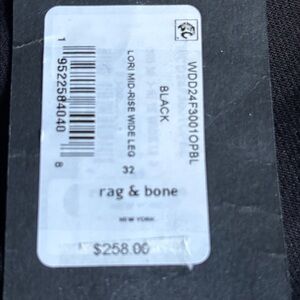 WDD24F3001OPBL
BLACK
LORI MID-RISE WIDE LEG
1 95225 84040 8
32
rag & bone
NEW YORK
$258.00